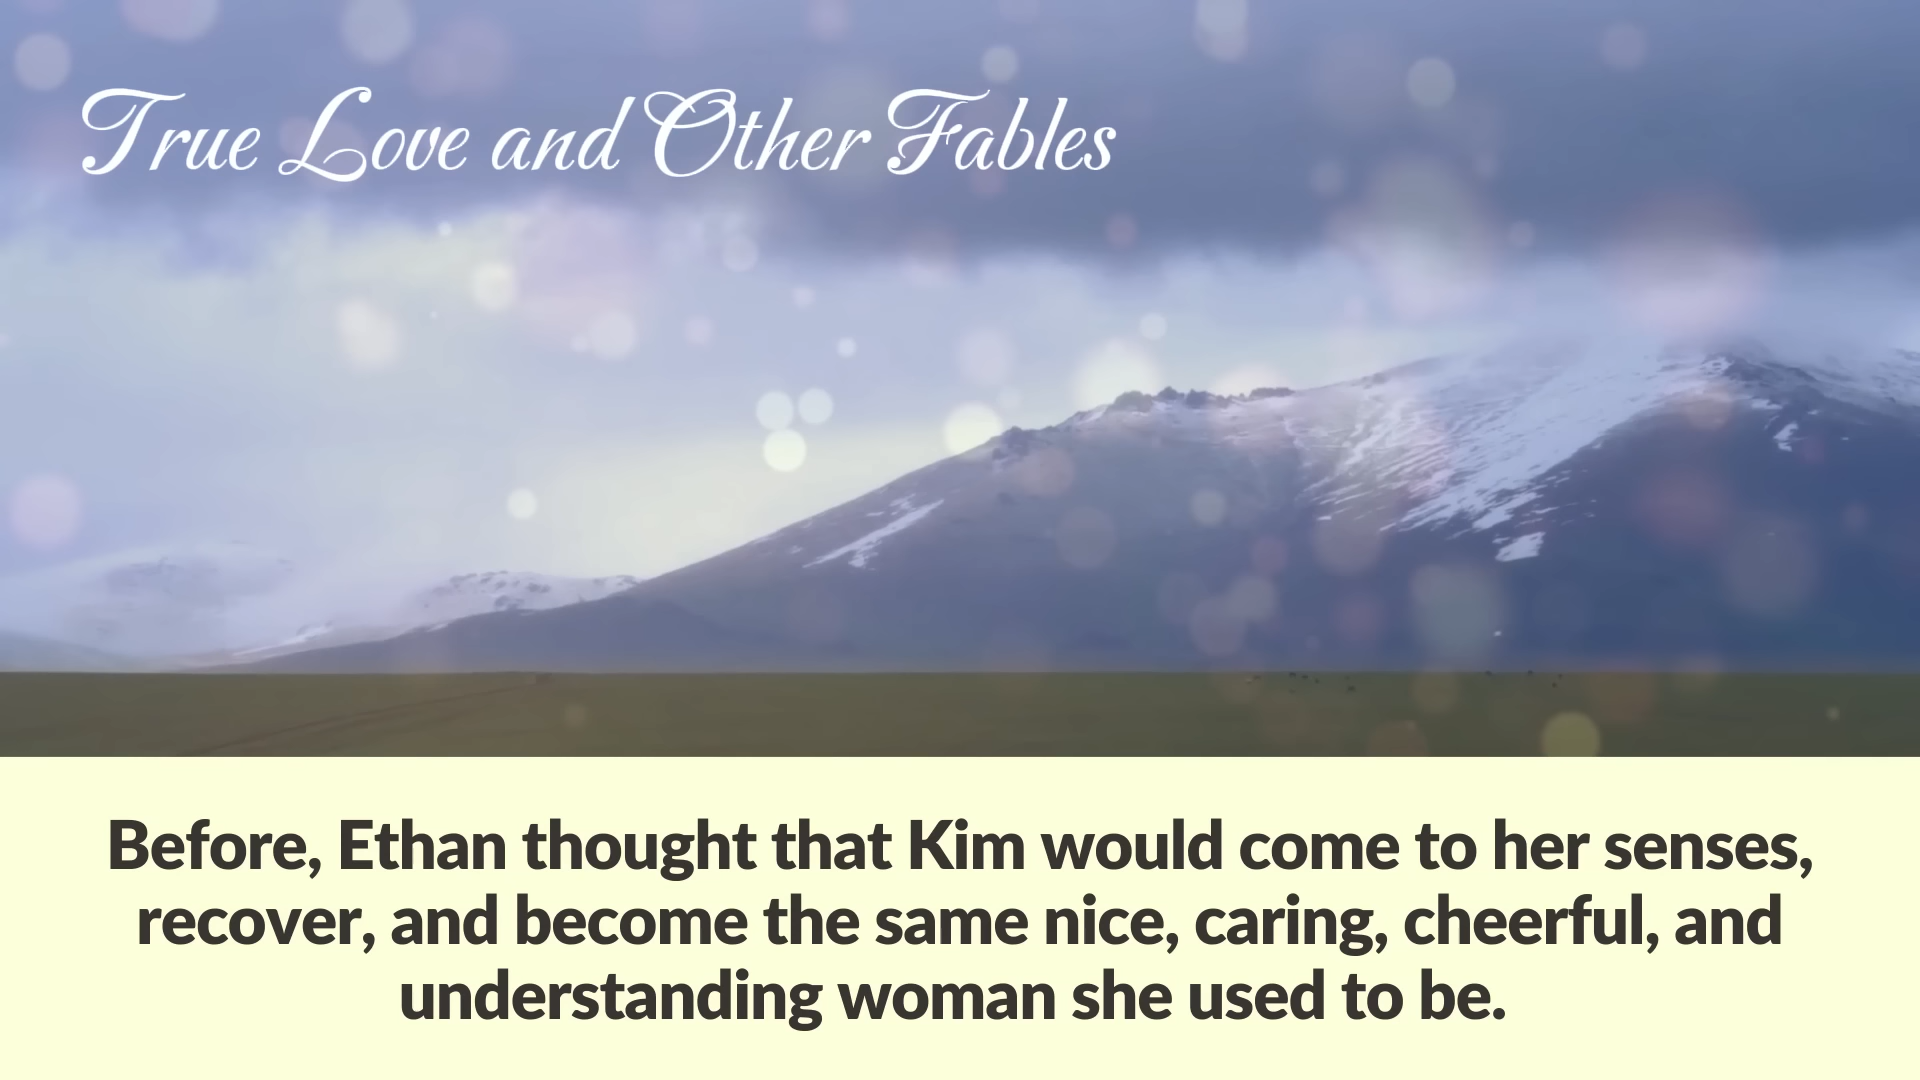 True Love and Other Fables
Before, Ethan thought that Kim would come to her senses,
recover, and become the same nice, caring, cheerful, and
understanding woman she used to be.